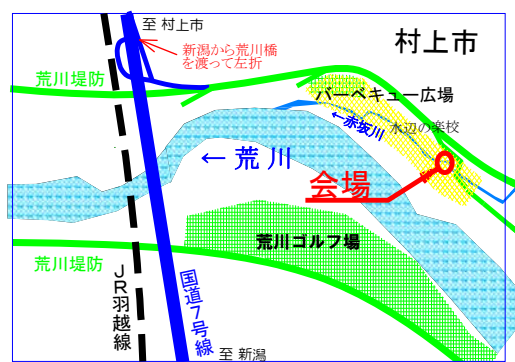 至 村上市
新潟から荒川橋
を渡って左折
村上市
荒川堤防
バーベキュー広場
←赤坂川
水辺の楽校
← 荒 川
会場
荒川ゴルフ場
荒川堤防
JR羽越線
国道7号線
至 新潟